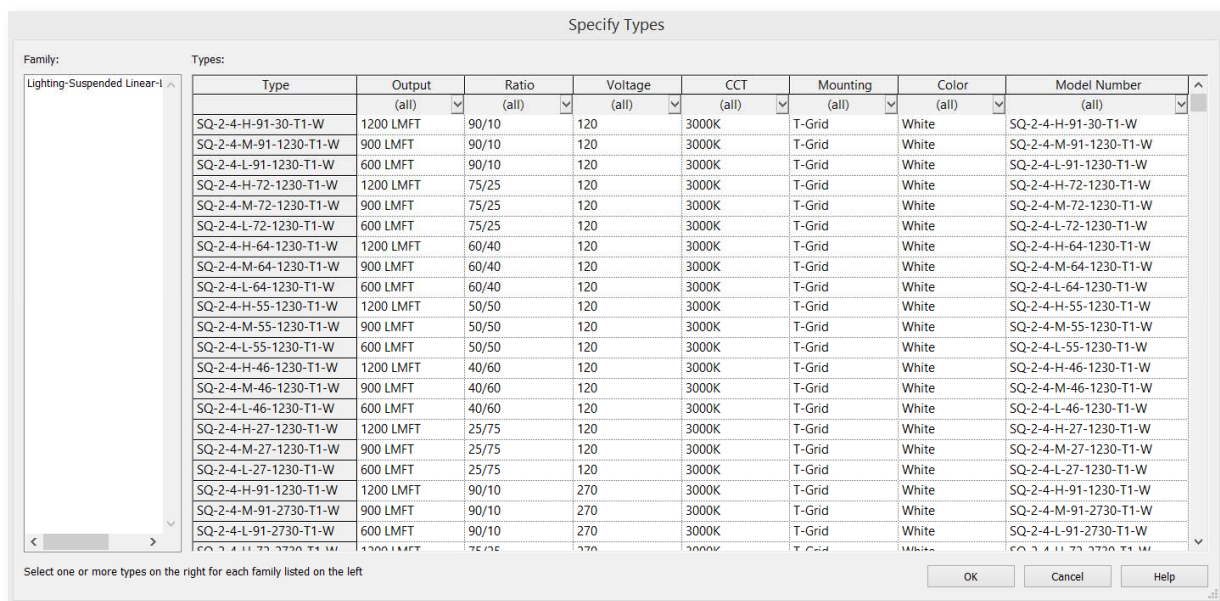 Specify Types
Family: Types:
Lighting-Suspended Linear-L
Type Output Ratio Voltage CCT Mounting Color Model Number
(all) (all) (all) (all) (all) (all) (all)
SQ-2-4-H-91-30-T1-W 1200 LMFT 90/10 120 3000K T-Grid White SQ-2-4-H-91-30-T1-W
SQ-2-4-M-91-1230-T1-W 900 LMFT 90/10 120 3000K T-Grid White SQ-2-4-M-91-1230-T1-W
SQ-2-4-L-91-1230-T1-W 600 LMFT 90/10 120 3000K T-Grid White SQ-2-4-L-91-1230-T1-W
SQ-2-4-H-72-1230-T1-W 1200 LMFT 75/25 120 3000K T-Grid White SQ-2-4-H-72-1230-T1-W
SQ-2-4-M-72-1230-T1-W 900 LMFT 75/25 120 3000K T-Grid White SQ-2-4-M-72-1230-T1-W
SQ-2-4-L-72-1230-T1-W 600 LMFT 75/25 120 3000K T-Grid White SQ-2-4-L-72-1230-T1-W
SQ-2-4-H-64-1230-T1-W 1200 LMFT 60/40 120 3000K T-Grid White SQ-2-4-H-64-1230-T1-W
SQ-2-4-M-64-1230-T1-W 900 LMFT 60/40 120 3000K T-Grid White SQ-2-4-M-64-1230-T1-W
SQ-2-4-L-64-1230-T1-W 600 LMFT 60/40 120 3000K T-Grid White SQ-2-4-L-64-1230-T1-W
SQ-2-4-H-55-1230-T1-W 1200 LMFT 50/50 120 3000K T-Grid White SQ-2-4-H-55-1230-T1-W
SQ-2-4-M-55-1230-T1-W 900 LMFT 50/50 120 3000K T-Grid White SQ-2-4-M-55-1230-T1-W
SQ-2-4-L-55-1230-T1-W 600 LMFT 50/50 120 3000K T-Grid White SQ-2-4-L-55-1230-T1-W
SQ-2-4-H-46-1230-T1-W 1200 LMFT 40/60 120 3000K T-Grid White SQ-2-4-H-46-1230-T1-W
SQ-2-4-M-46-1230-T1-W 900 LMFT 40/60 120 3000K T-Grid White SQ-2-4-M-46-1230-T1-W
SQ-2-4-L-46-1230-T1-W 600 LMFT 40/60 120 3000K T-Grid White SQ-2-4-L-46-1230-T1-W
SQ-2-4-H-27-1230-T1-W 1200 LMFT 25/75 120 3000K T-Grid White SQ-2-4-H-27-1230-T1-W
SQ-2-4-M-27-1230-T1-W 900 LMFT 25/75 120 3000K T-Grid White SQ-2-4-M-27-1230-T1-W
SQ-2-4-L-27-1230-T1-W 600 LMFT 25/75 120 3000K T-Grid White SQ-2-4-L-27-1230-T1-W
SQ-2-4-H-91-1230-T1-W 1200 LMFT 90/10 270 3000K T-Grid White SQ-2-4-H-91-1230-T1-W
SQ-2-4-M-91-2730-T1-W 900 LMFT 90/10 270 3000K T-Grid White SQ-2-4-M-91-2730-T1-W
SQ-2-4-L-91-2730-T1-W 600 LMFT 90/10 270 3000K T-Grid White SQ-2-4-L-91-2730-T1-W
Select one or more types on the right for each family listed on the left
OK Cancel Help